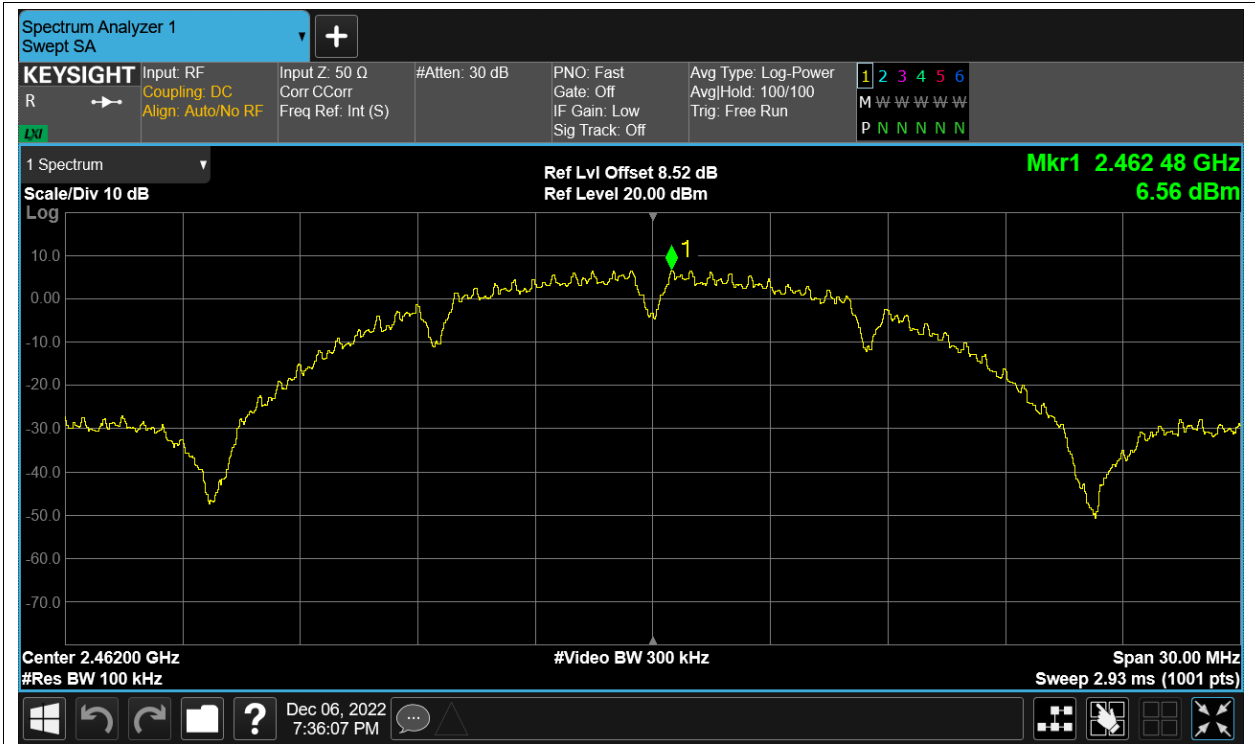 Spectrum Analyzer 1
Swept SA
KEYSIGHT
R
LXI
Input: RF
Coupling: DC
Align: Auto/No RF
Input Z: 50 Ω
Corr CCorr
Freq Ref: Int (S)
#Atten: 30 dB
PNO: Fast
Gate: Off
IF Gain: Low
Sig Track: Off
Avg Type: Log-Power
Avg|Hold: 100/100
Trig: Free Run
1 2 3 4 5 6
M W W W W W W
P N N N N N N
1 Spectrum
Scale/Div 10 dB
Log
Ref Lvl Offset 8.52 dB
Ref Level 20.00 dBm
Mkr1 2.462 48 GHz
6.56 dBm
1
10.0
0.00
-10.0
-20.0
-30.0
-40.0
-50.0
-60.0
-70.0
Center 2.46200 GHz
#Res BW 100 kHz
#Video BW 300 kHz
Span 30.00 MHz
Sweep 2.93 ms (1001 pts)
?
Dec 06, 2022
7:36:07 PM